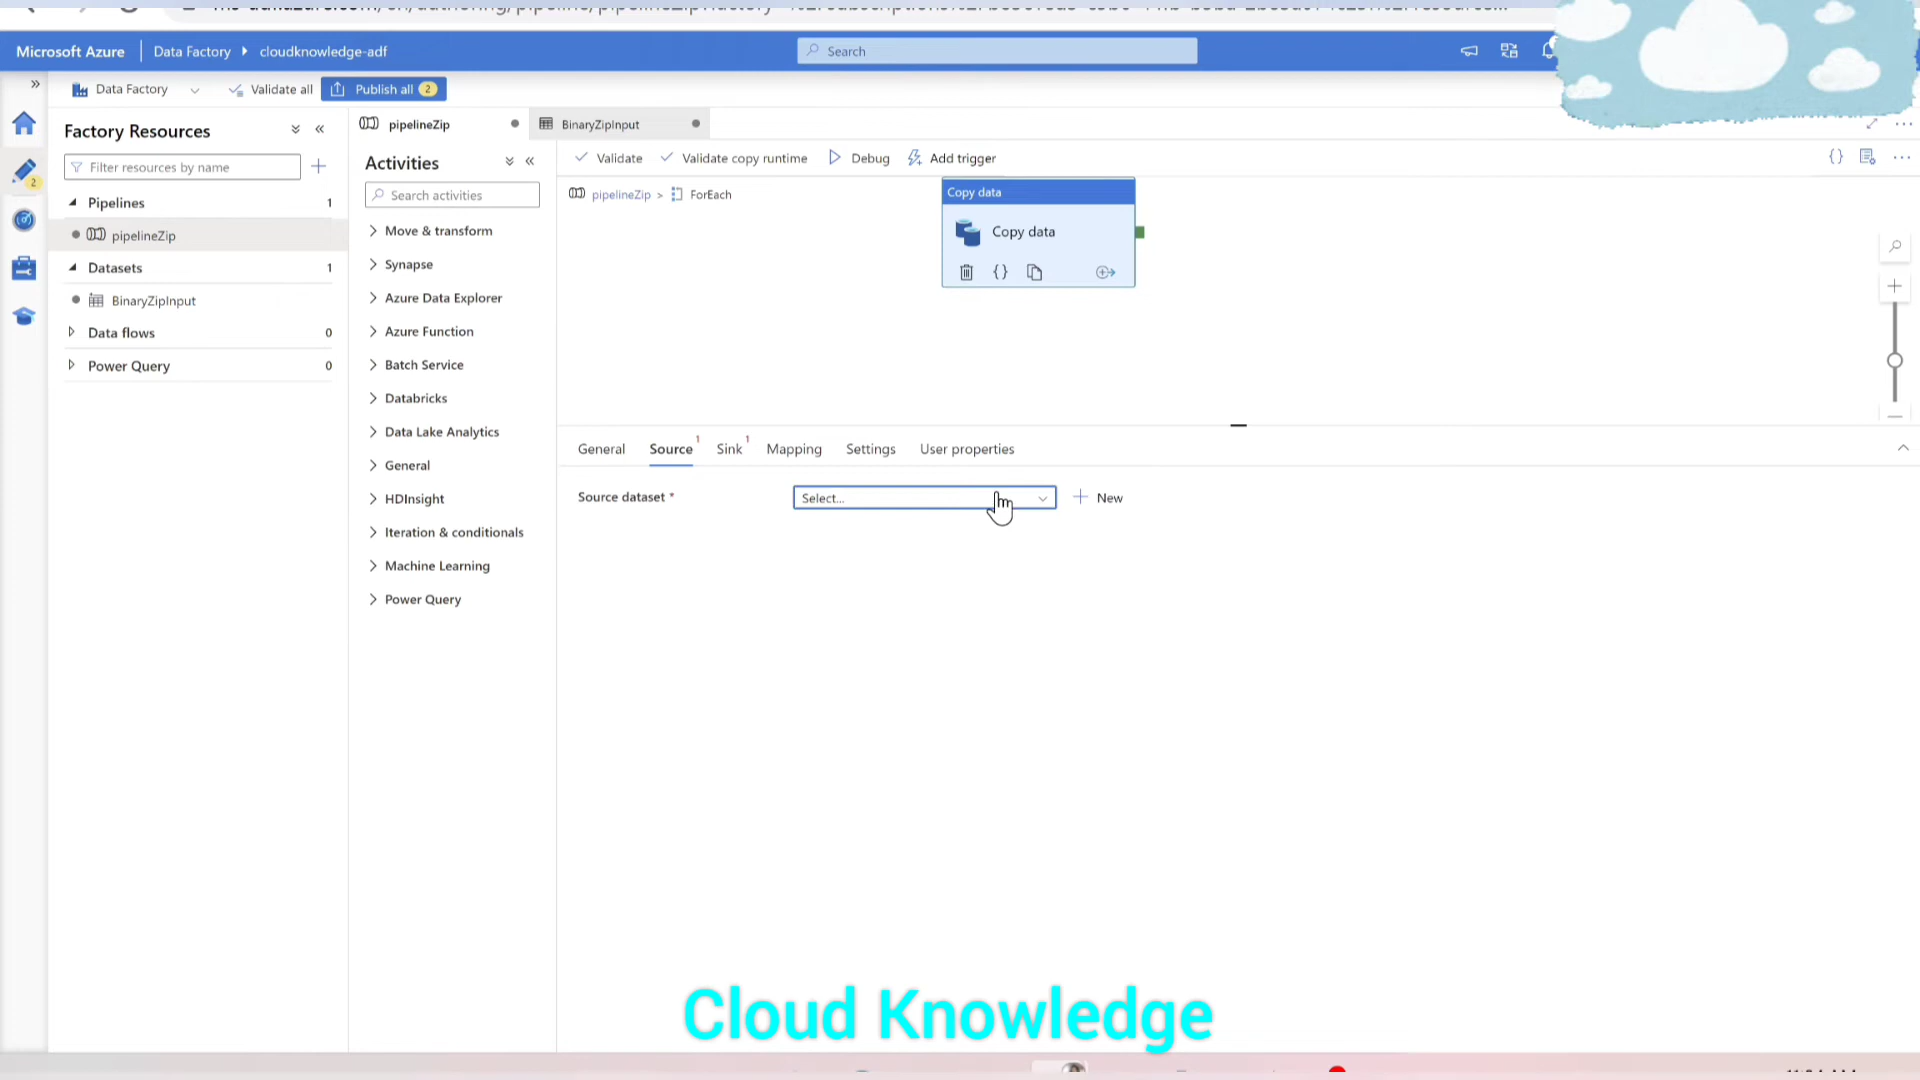 Microsoft Azure
Data Factory
cloudknowledge-adf
Search
Data Factory
Validate all
Publish all 2
Factory Resources
Filter resources by name
2
Pipelines 1
pipelineZip
Datasets 1
BinaryZipInput
Data flows 0
Power Query 0
pipelineZip
BinaryZipInput
Activities
Search activities
Move & transform
Synapse
Azure Data Explorer
Azure Function
Batch Service
Databricks
Data Lake Analytics
General
HDInsight
Iteration & conditionals
Machine Learning
Power Query
Validate
Validate copy runtime
Debug
Add trigger
pipelineZip > ForEach
Copy data
Copy data
General
Source 1
Sink 1
Mapping
Settings
User properties
Source dataset *
Select...
New
Cloud Knowledge